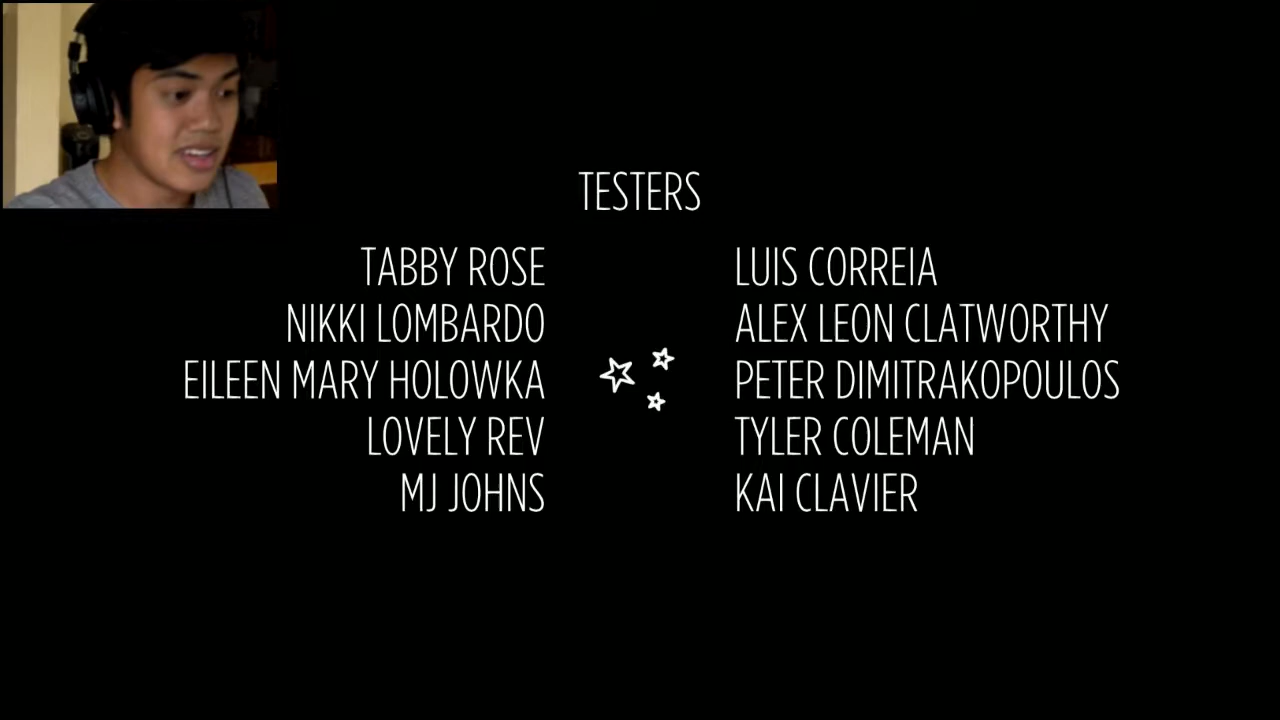 TESTERS
TABBY ROSE
NIKKI LOMBARDO
EILEEN MARY HOLOWKA
LOVELY REV
MJ JOHNS
LUIS CORREIA
ALEX LEON CLATWORTHY
PETER DIMITRAKOPOULOS
TYLER COLEMAN
KAI CLAVIER